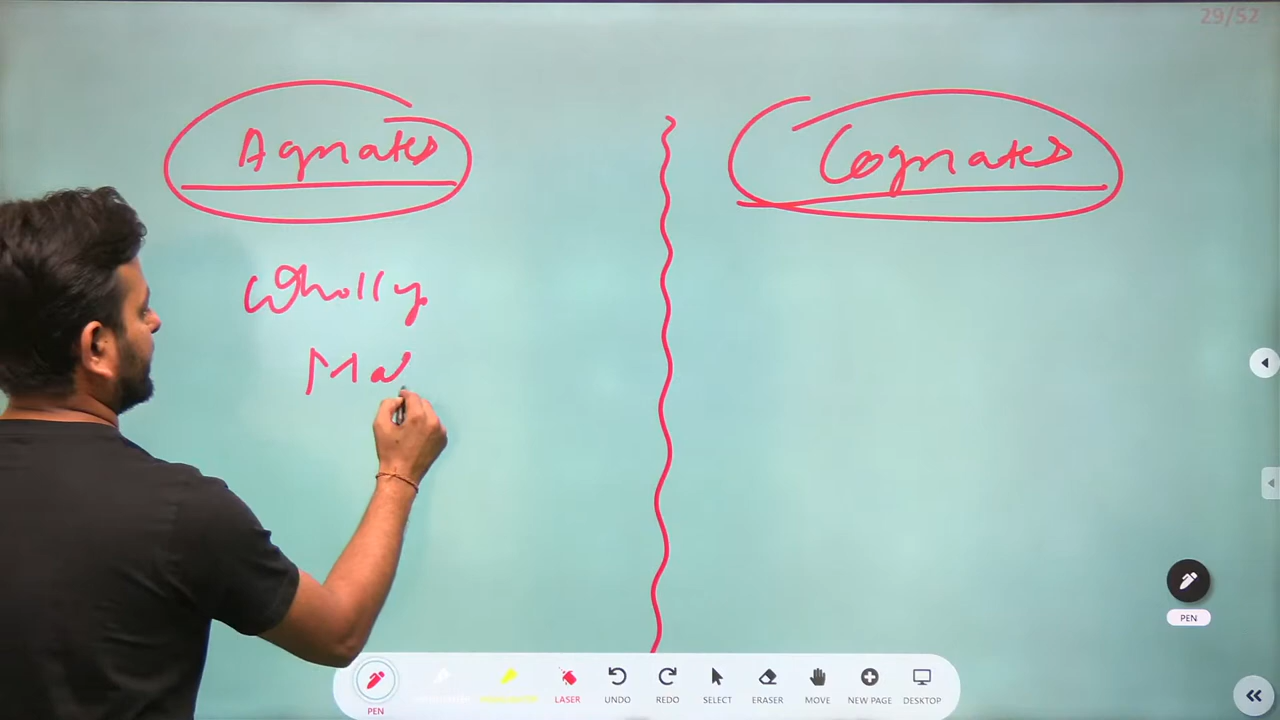 29/52
Agnates
Cognates
Wholly
Ma
PEN
PEN
LASER
UNDO
REDO
SELECT
ERASER
MOVE
NEW PAGE
DESKTOP